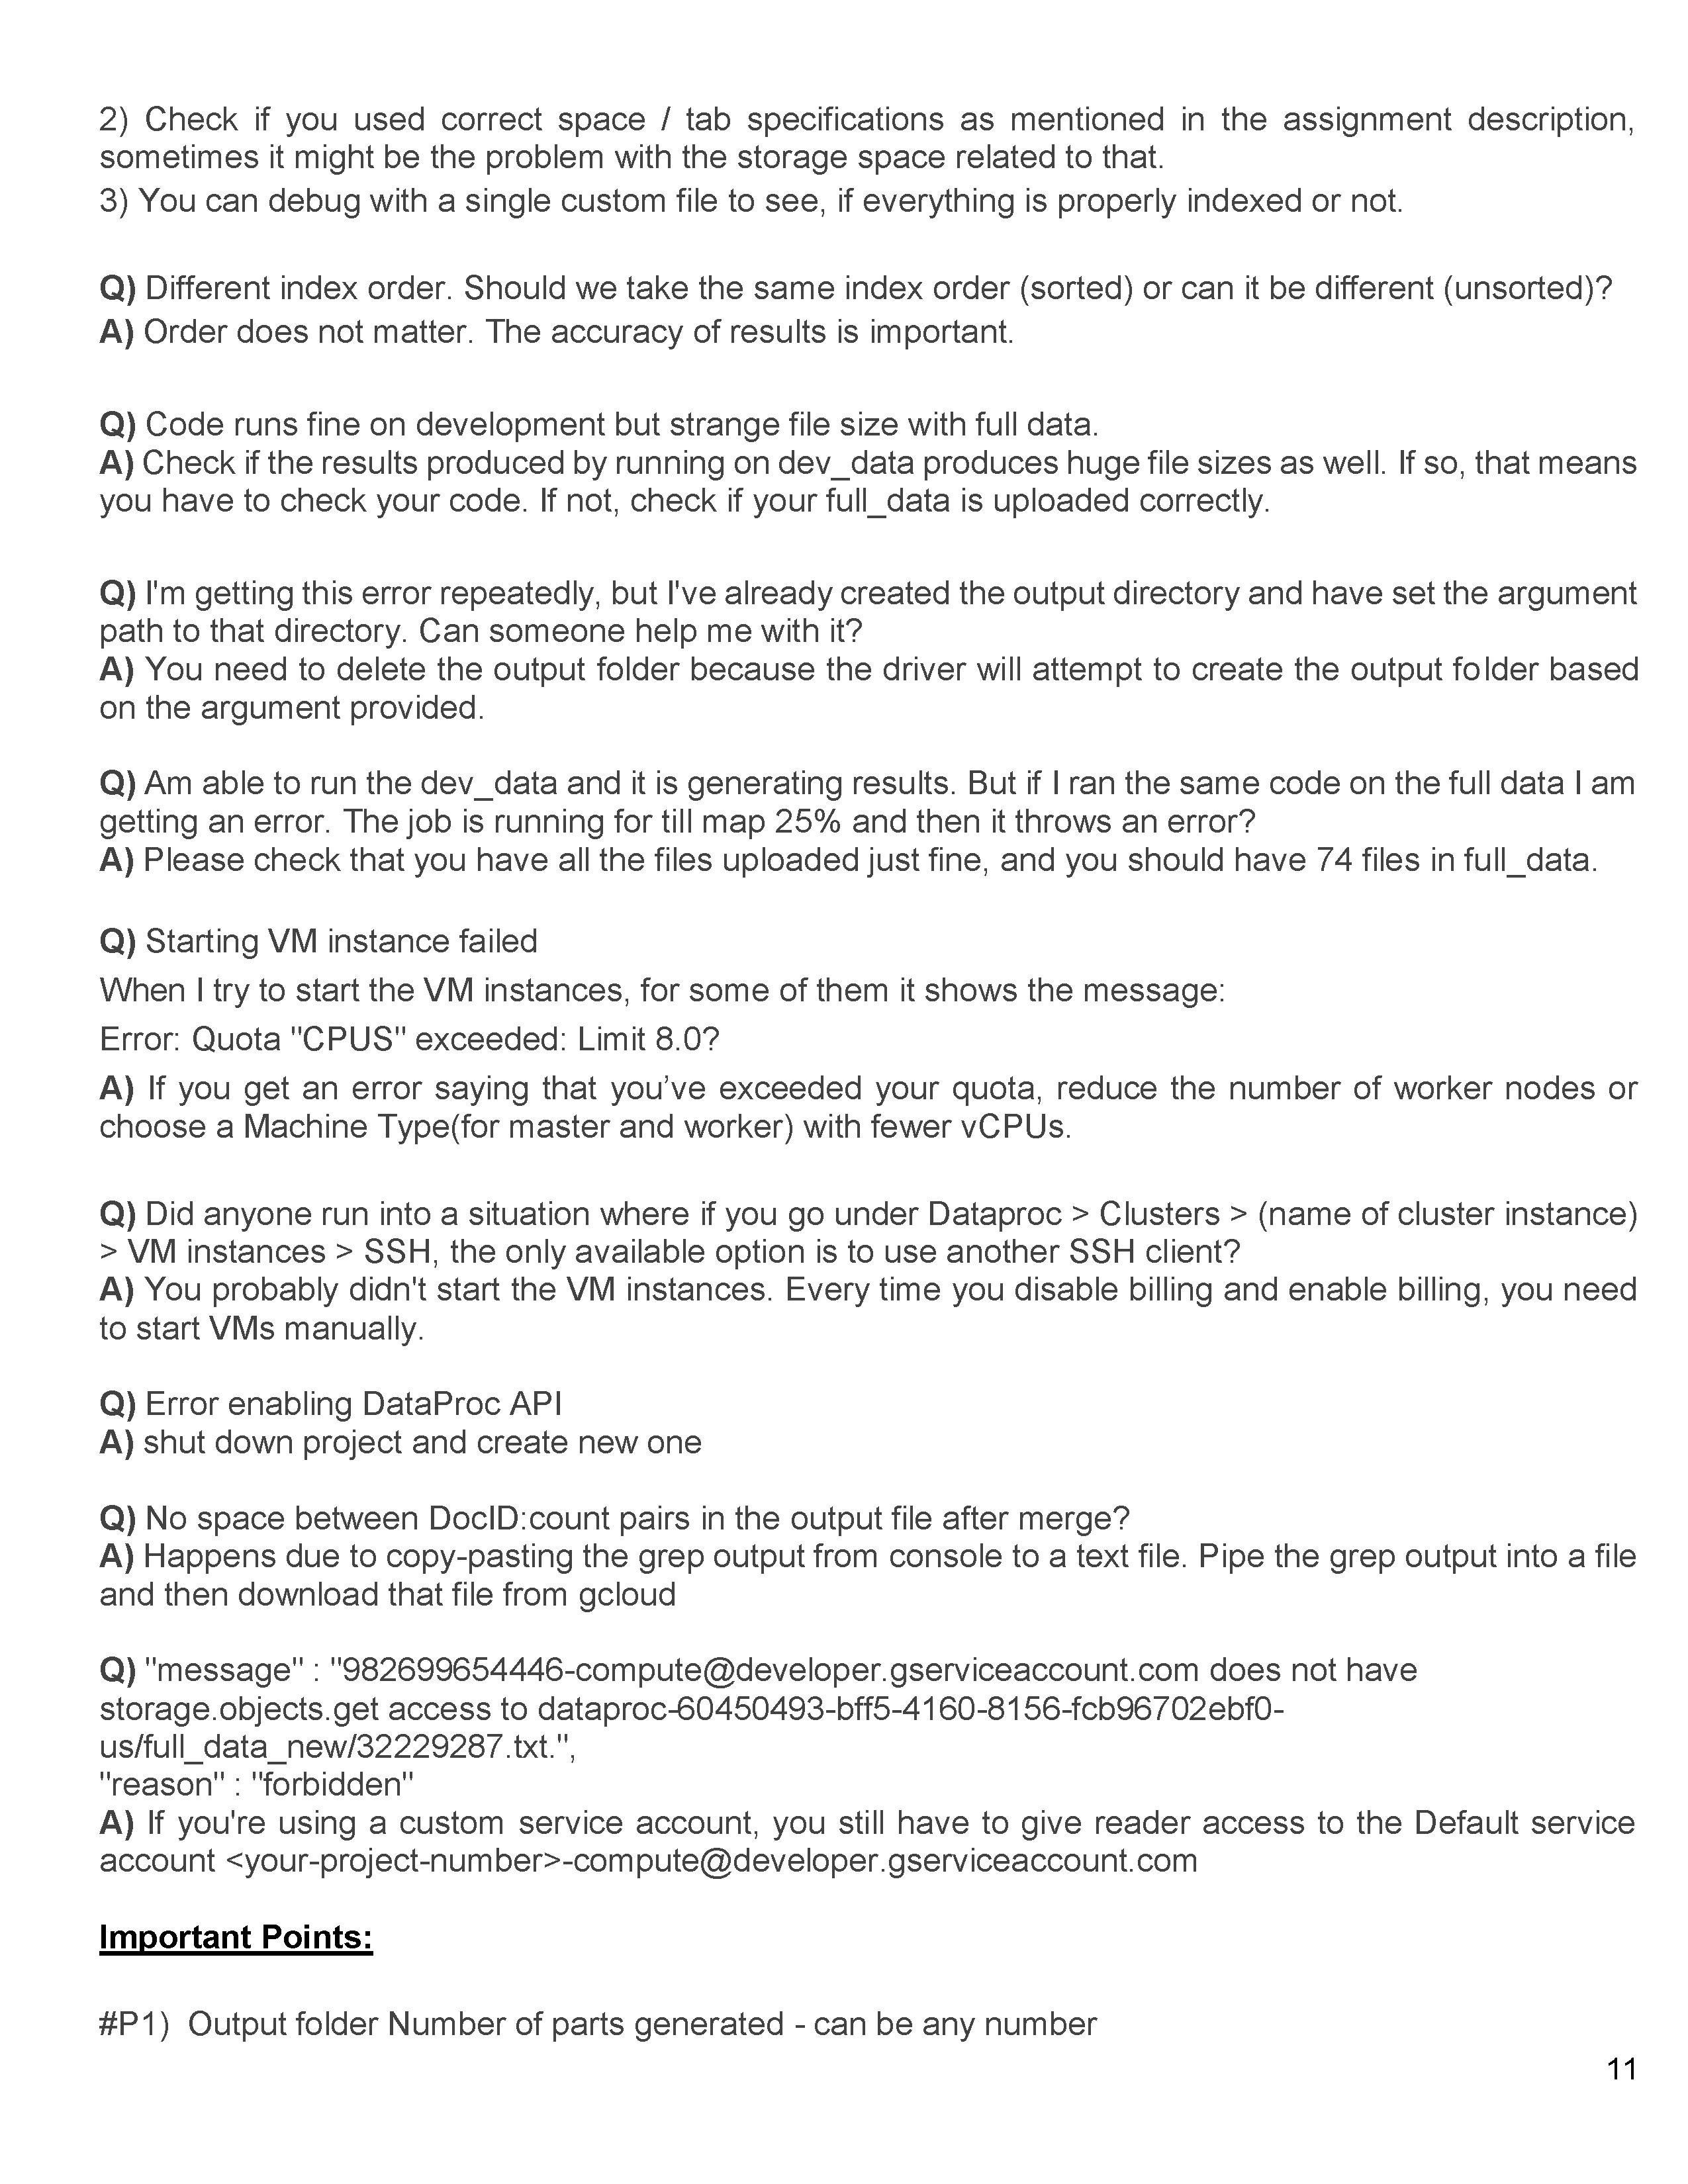 2) Check if you used correct space / tab specifications as mentioned in the assignment description,
sometimes it might be the problem with the storage space related to that.
3) You can debug with a single custom file to see, if everything is properly indexed or not.
Q) Different index order. Should we take the same index order (sorted) or can it be different (unsorted)?
A) Order does not matter. The accuracy of results is important.
Q) Code runs fine on development but strange file size with full data.
A) Check if the results produced by running on dev_data produces huge file sizes as well. If so, that means
you have to check your code. If not, check if your full_data is uploaded correctly.
Q) I'm getting this error repeatedly, but I've already created the output directory and have set the argument
path to that directory. Can someone help me with it?
A) You need to delete the output folder because the driver will attempt to create the output folder based
on the argument provided.
Q) Am able to run the dev_data and it is generating results. But if I ran the same code on the full data I am
getting an error. The job is running for till map 25% and then it throws an error?
A) Please check that you have all the files uploaded just fine, and you should have 74 files in full_data.
Q) Starting VM instance failed
When I try to start the VM instances, for some of them it shows the message:
Error: Quota "CPUS" exceeded: Limit 8.0?
A) If you get an error saying that you’ve exceeded your quota, reduce the number of worker nodes or
choose a Machine Type(for master and worker) with fewer vCPUs.
Q) Did anyone run into a situation where if you go under Dataproc > Clusters > (name of cluster instance)
> VM instances > SSH, the only available option is to use another SSH client?
A) You probably didn't start the VM instances. Every time you disable billing and enable billing, you need
to start VMs manually.
Q) Error enabling DataProc API
A) shut down project and create new one
Q) No space between DocID:count pairs in the output file after merge?
A) Happens due to copy-pasting the grep output from console to a text file. Pipe the grep output into a file
and then download that file from gcloud
Q) "message" : "982699654446-compute@developer.gserviceaccount.com does not have
storage.objects.get access to dataproc-60450493-bff5-4160-8156-fcb96702ebf0-
us/full_data_new/32229287.txt.",
"reason" : "forbidden"
A) If you're using a custom service account, you still have to give reader access to the Default service
account <your-project-number>-compute@developer.gserviceaccount.com
Important Points:
#P1)  Output folder Number of parts generated - can be any number
11